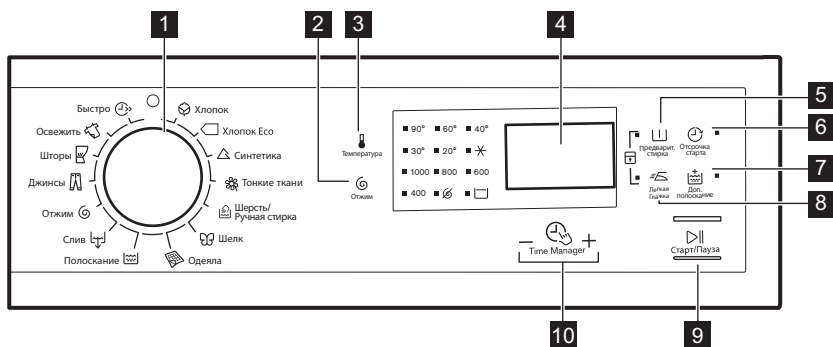 1
2
3
4
5
6
7
8
9
10
Быстро
Освежить
Шторы
Джинсы
Отжим
Слив
Полоскание
Хлопок
Хлопок Eco
Синтетика
Тонкие ткани
Шерсть/
Ручная стирка
Шелк
Одеяла
Температура
Отжим
90° 60° 40°
30° 20°
1000 800 600
400
Предварит.
стирка
Отсрочка
старта
Легкая
Глажка
Доп.
полоскание
Time Manager
Старт/Пауза